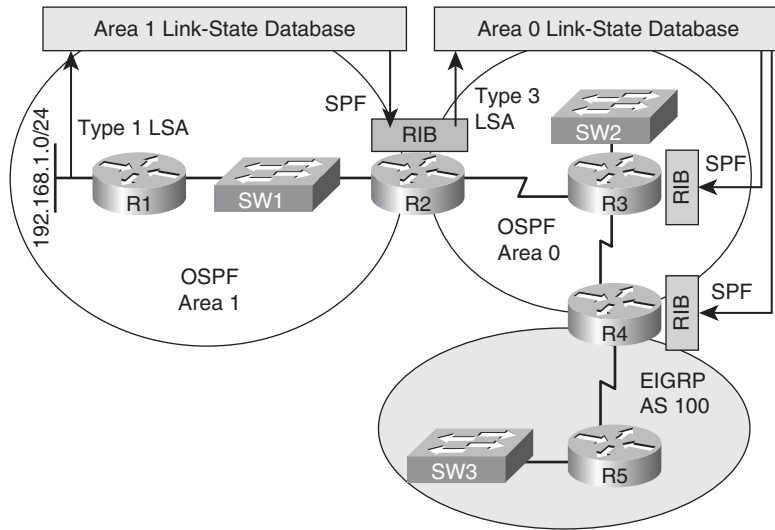 Area 1 Link-State Database
Area 0 Link-State Database
Type 1 LSA
SPF
RIB
Type 3
LSA
SW2
192.168.1.0/24
R1
SW1
R2
R3
RIB
SPF
OSPF
Area 1
OSPF
Area 0
R4
RIB
SPF
EIGRP
AS 100
SW3
R5